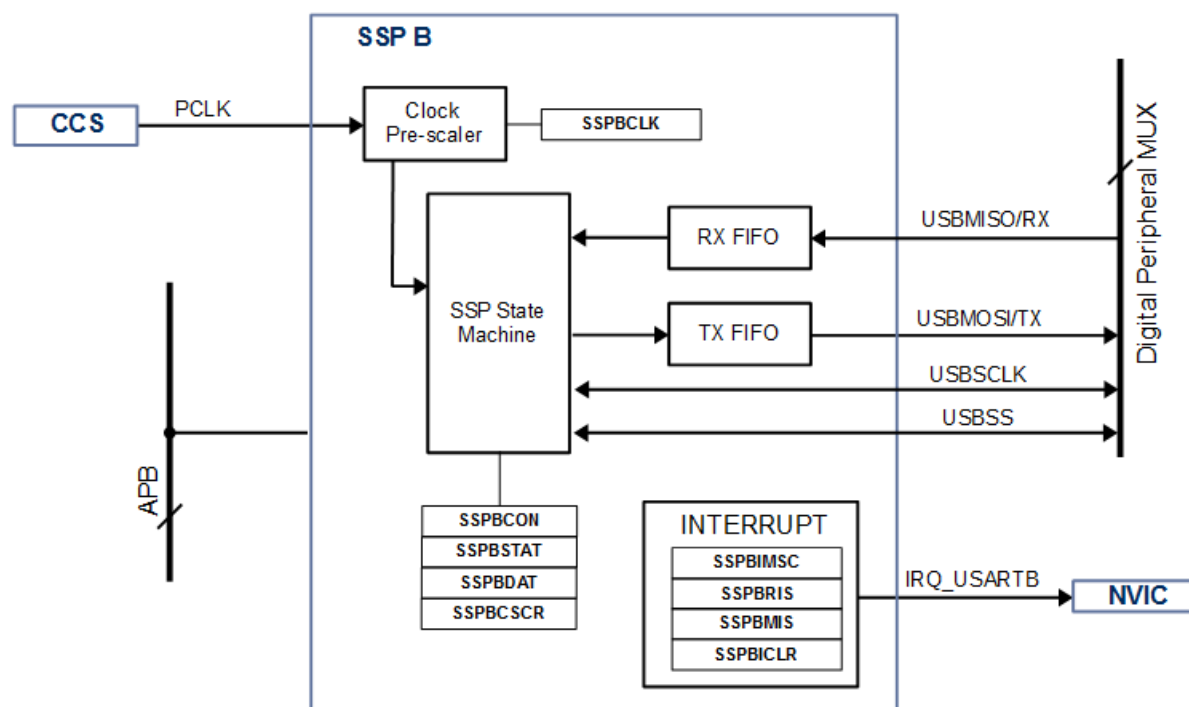 SSP B
CCS
PCLK
Clock
Pre-scaler
SSPBCLK
SSP State
Machine
RX FIFO
USBMISO/RX
TX FIFO
USBMOSI/TX
USBSCLK
USBSS
Digital Peripheral MUX
APB
SSPBCON
SSPBSTAT
SSPBDAT
SSPBCSCR
INTERRUPT
SSPBIMSC
SSPBRIS
SSPBMIS
SSPBICLR
IRQ_USARTB
NVIC